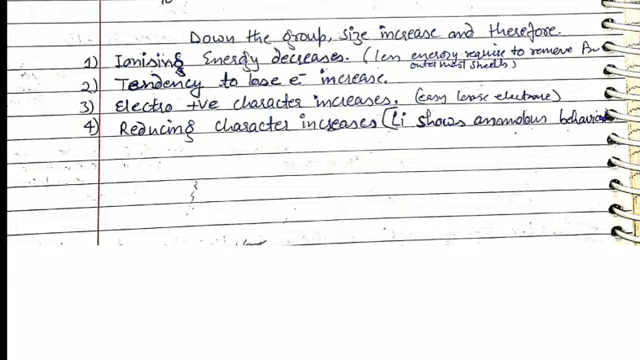 Down the group, size increase and therefore.
1) Ionising Energy decreases. (less energy require to remove
outermost shells)
2) Tendency to lose e⁻ increase.
3) Electro +ve character increases. (easy loose electrons)
4) Reducing character increases (Li shows anomolous behaviour